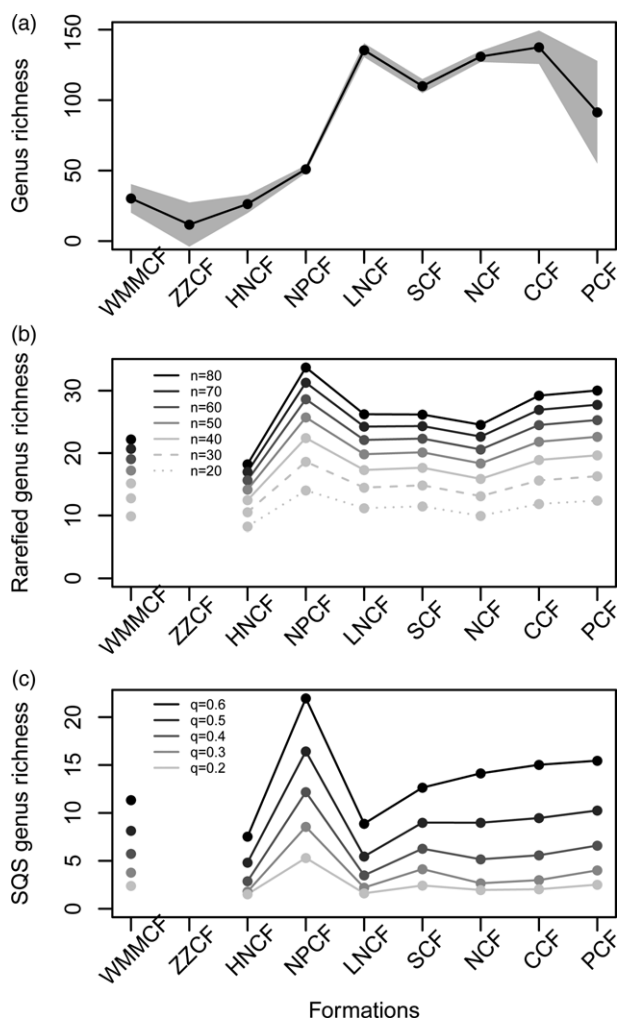 (a)
Genus richness
150
100
50
0
WMMCF ZZCF HNCF NPCF LNCF SCF NCF CCF PCF
(b)
Rarefied genus richness
30
20
10
0
n=80
n=70
n=60
n=50
n=40
n=30
n=20
WMMCF ZZCF HNCF NPCF LNCF SCF NCF CCF PCF
(c)
SQS genus richness
20
15
10
5
0
q=0.6
q=0.5
q=0.4
q=0.3
q=0.2
WMMCF ZZCF HNCF NPCF LNCF SCF NCF CCF PCF
Formations